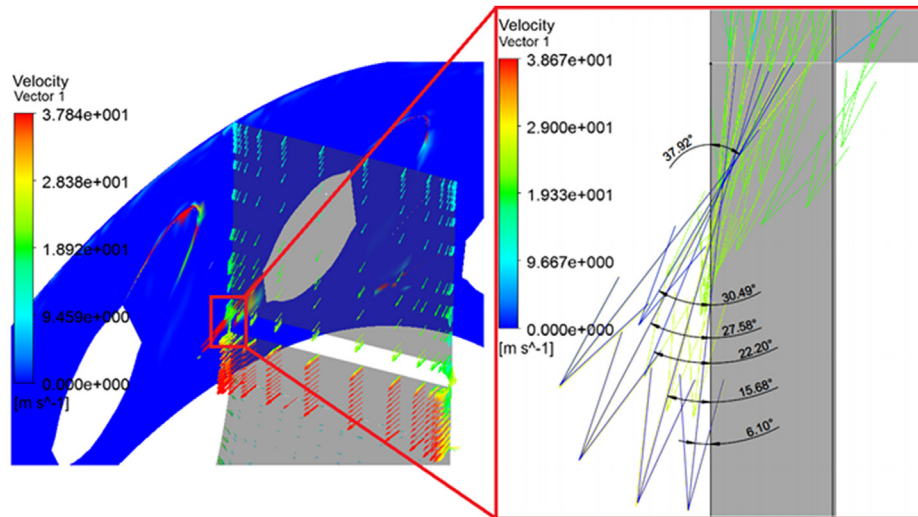 Velocity
Vector 1
3.784e+001
2.838e+001
1.892e+001
9.459e+000
0.000e+000
[m s^-1]
Velocity
Vector 1
3.867e+001
2.900e+001
1.933e+001
9.667e+000
0.000e+000
[m s^-1]
37.92°
30.49°
27.58°
22.20°
15.68°
6.10°